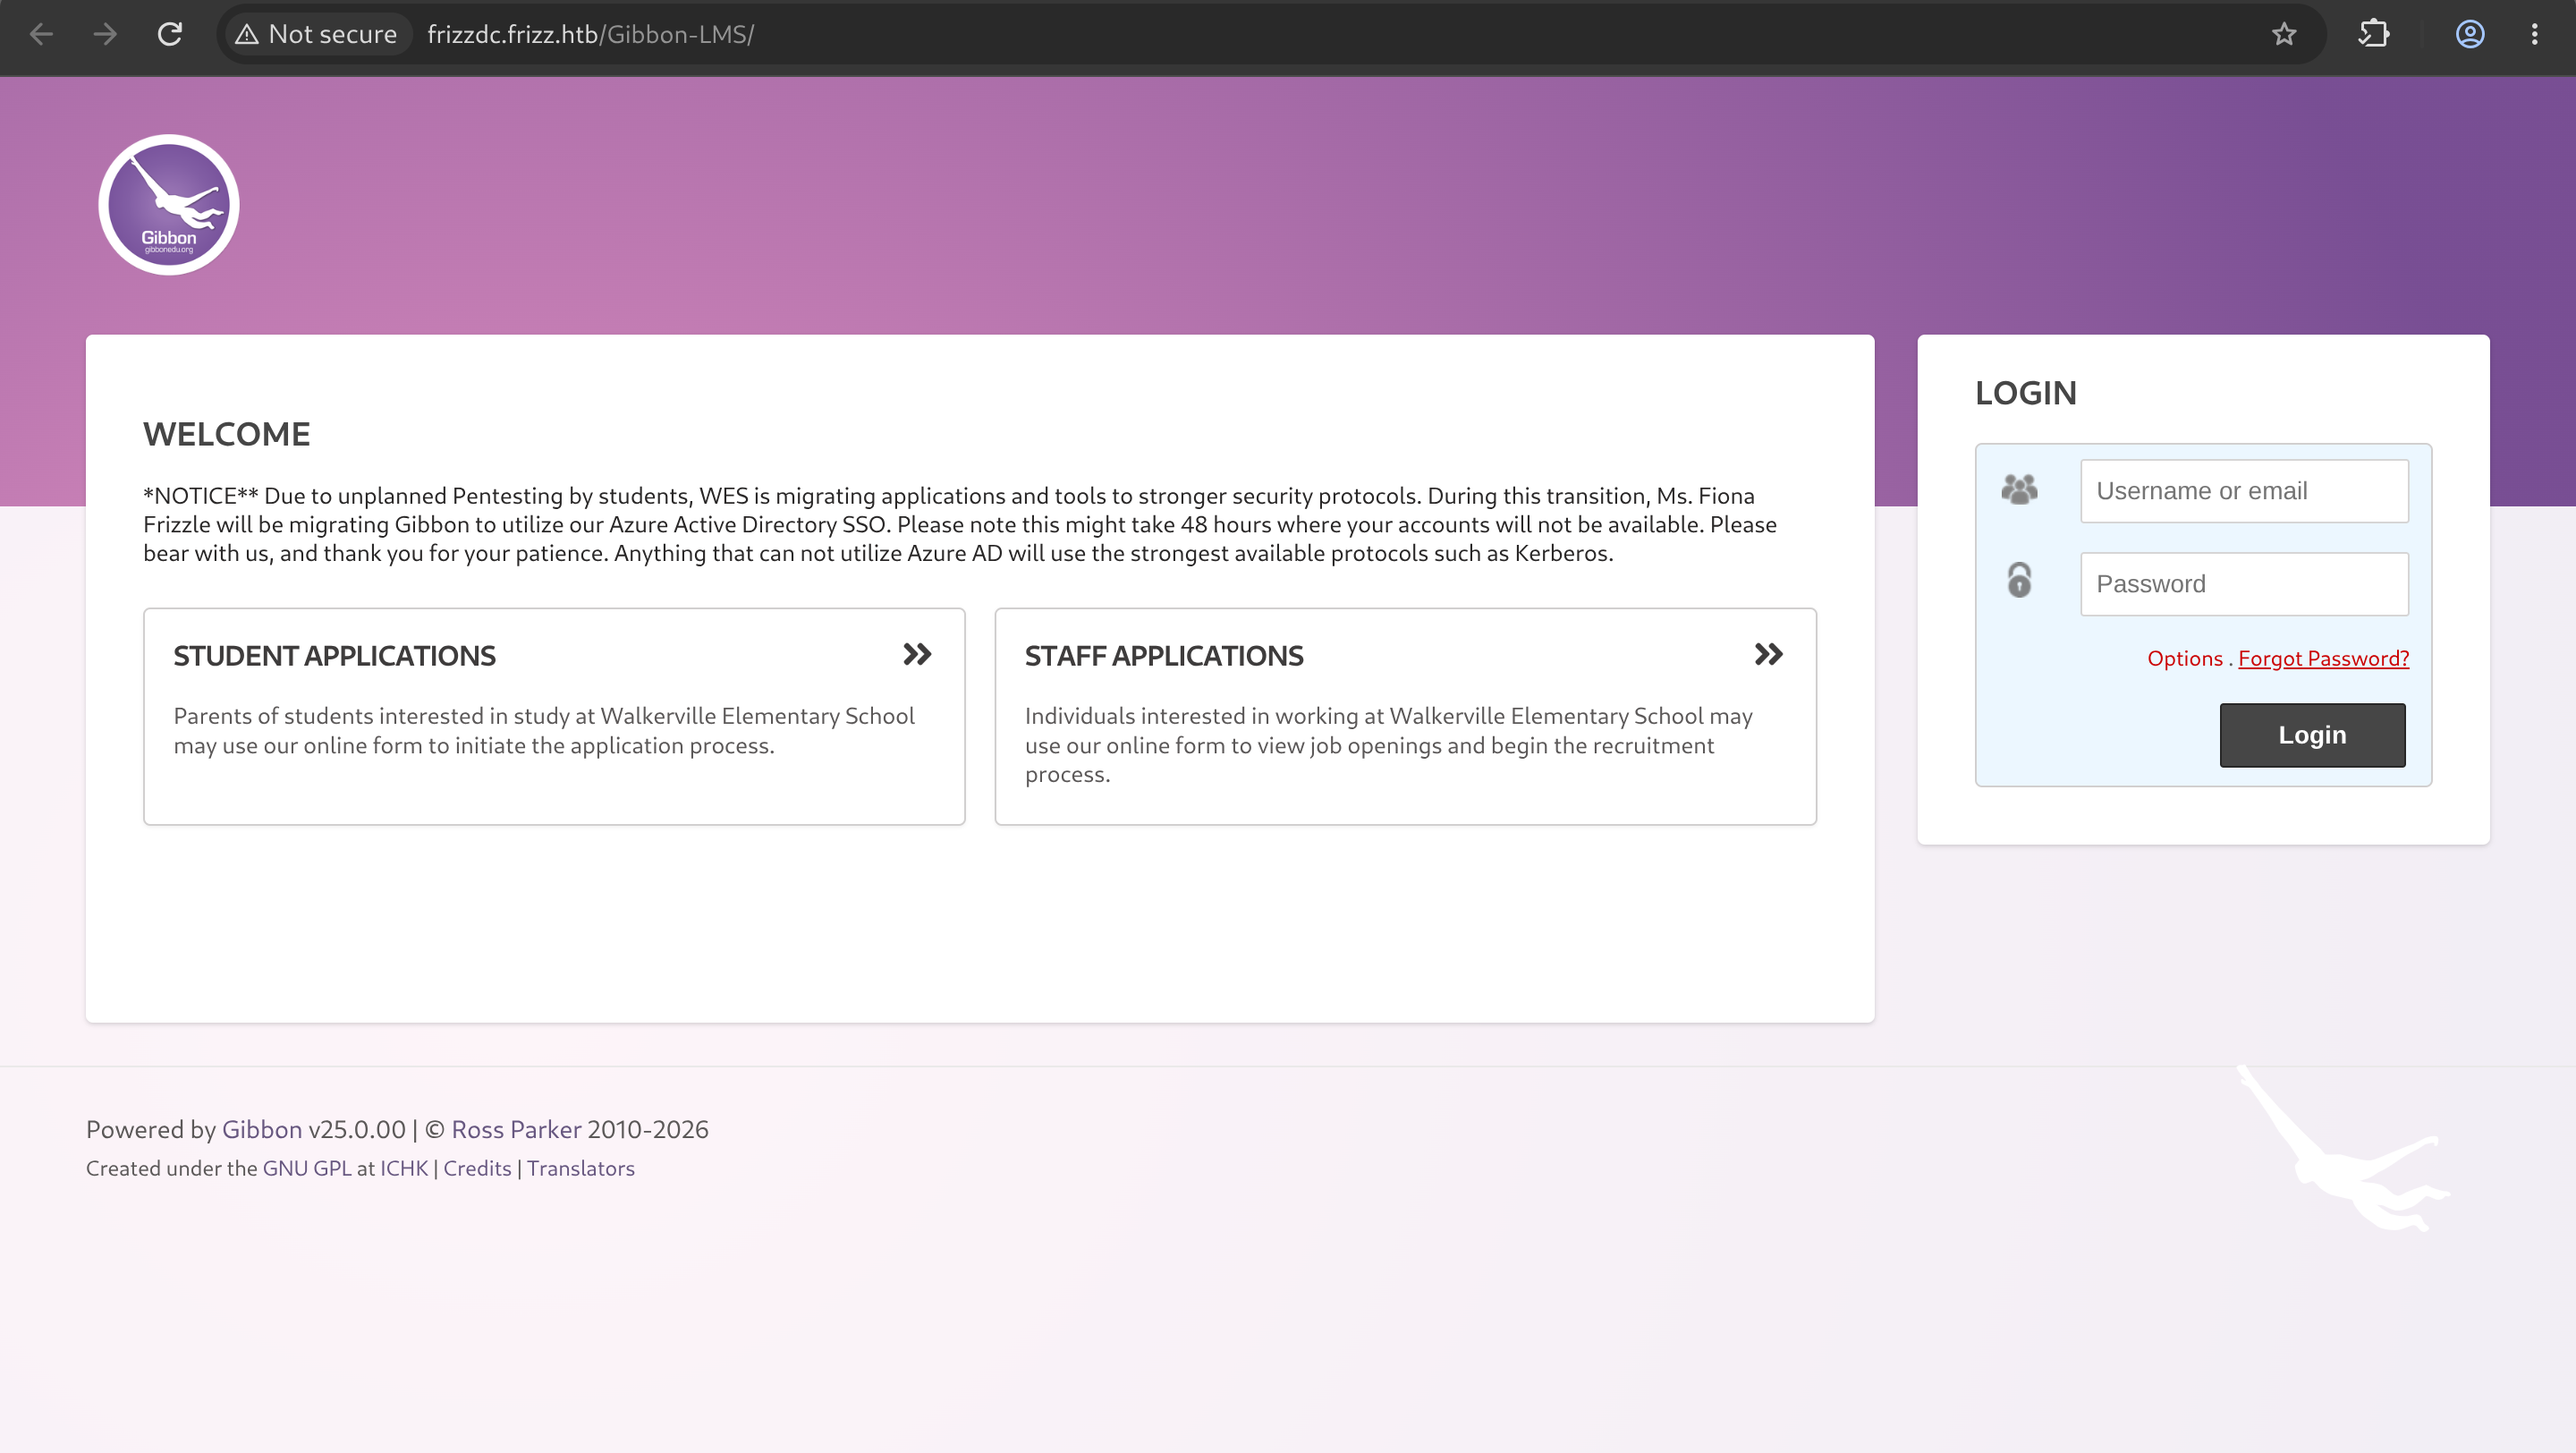 Not secure frizzdc.frizz.htb/Gibbon-LMS/
Gibbon
gibbonedu.org
WELCOME
*NOTICE** Due to unplanned Pentesting by students, WES is migrating applications and tools to stronger security protocols. During this transition, Ms. Fiona
Frizzle will be migrating Gibbon to utilize our Azure Active Directory SSO. Please note this might take 48 hours where your accounts will not be available. Please
bear with us, and thank you for your patience. Anything that can not utilize Azure AD will use the strongest available protocols such as Kerberos.
STUDENT APPLICATIONS
Parents of students interested in study at Walkerville Elementary School
may use our online form to initiate the application process.
STAFF APPLICATIONS
Individuals interested in working at Walkerville Elementary School may
use our online form to view job openings and begin the recruitment
process.
LOGIN
Username or email
Password
Options . Forgot Password?
Login
Powered by Gibbon v25.0.00 | © Ross Parker 2010-2026
Created under the GNU GPL at ICHK | Credits | Translators